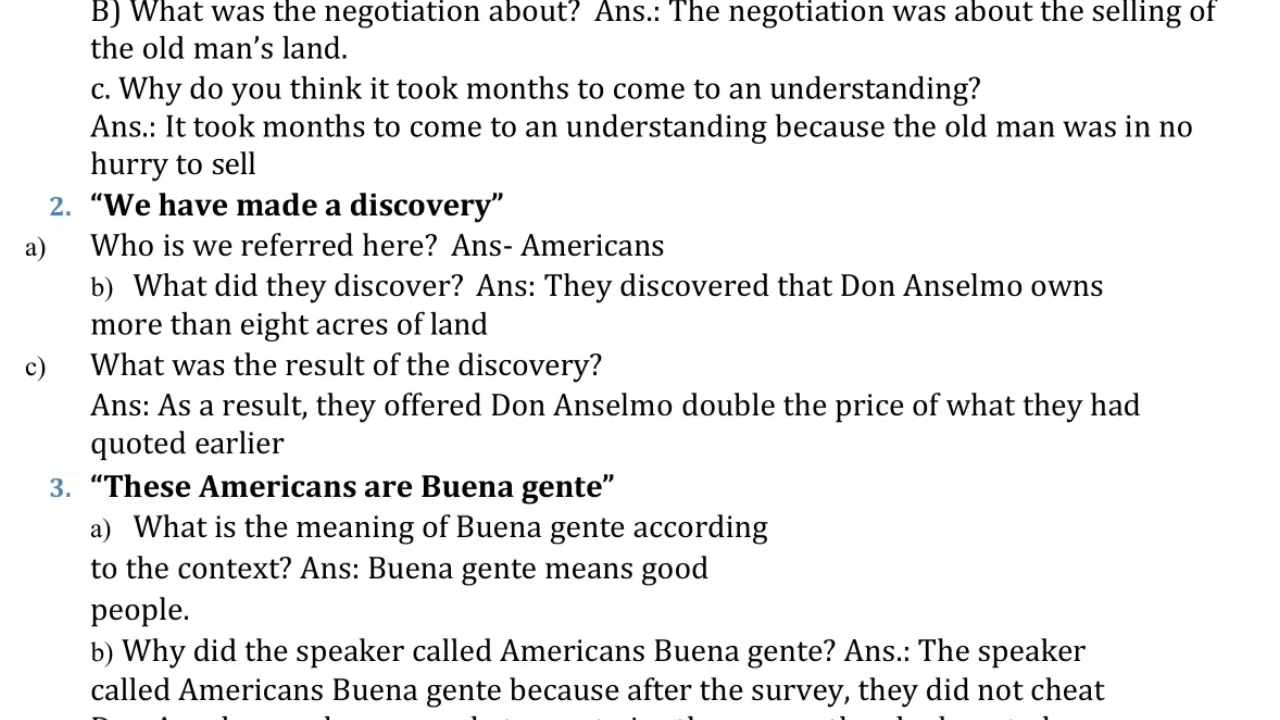 B) What was the negotiation about? Ans.: The negotiation was about the selling of
the old man’s land.
c. Why do you think it took months to come to an understanding?
Ans.: It took months to come to an understanding because the old man was in no
hurry to sell
2. “We have made a discovery”
a) Who is we referred here? Ans- Americans
b) What did they discover? Ans: They discovered that Don Anselmo owns
more than eight acres of land
c) What was the result of the discovery?
Ans: As a result, they offered Don Anselmo double the price of what they had
quoted earlier
3. “These Americans are Buena gente”
a) What is the meaning of Buena gente according
to the context? Ans: Buena gente means good
people.
b) Why did the speaker called Americans Buena gente? Ans.: The speaker
called Americans Buena gente because after the survey, they did not cheat